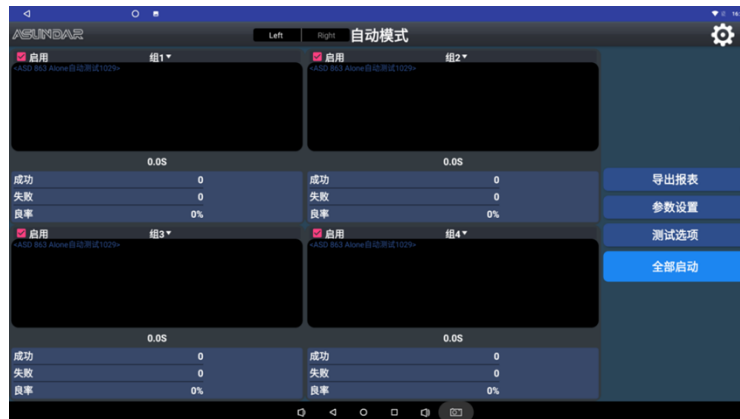 16:
ASUNDAR
Left Right 自动模式
启用 组1
<ASD 863 Alone自动测试1029>
0.0S
成功 0
失败 0
良率 0%
启用 组2
<ASD 863 Alone自动测试1029>
0.0S
成功 0
失败 0
良率 0%
启用 组3
<ASD 863 Alone自动测试1029>
0.0S
成功 0
失败 0
良率 0%
启用 组4
<ASD 863 Alone自动测试1029>
0.0S
成功 0
失败 0
良率 0%
导出报表
参数设置
测试选项
全部启动